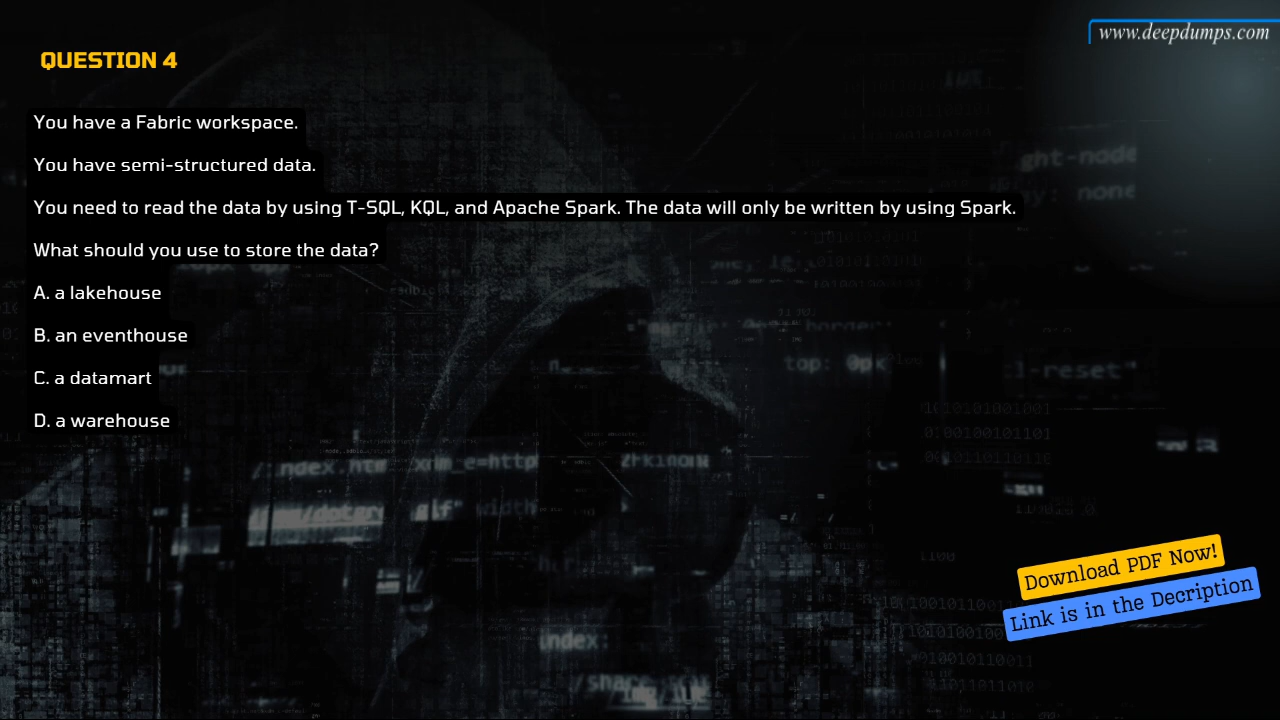 www.deepdumps.com
QUESTION 4
You have a Fabric workspace.
You have semi-structured data.
You need to read the data by using T-SQL, KQL, and Apache Spark. The data will only be written by using Spark.
What should you use to store the data?
A. a lakehouse
B. an eventhouse
C. a datamart
D. a warehouse
Download PDF Now!
Link is in the Decription